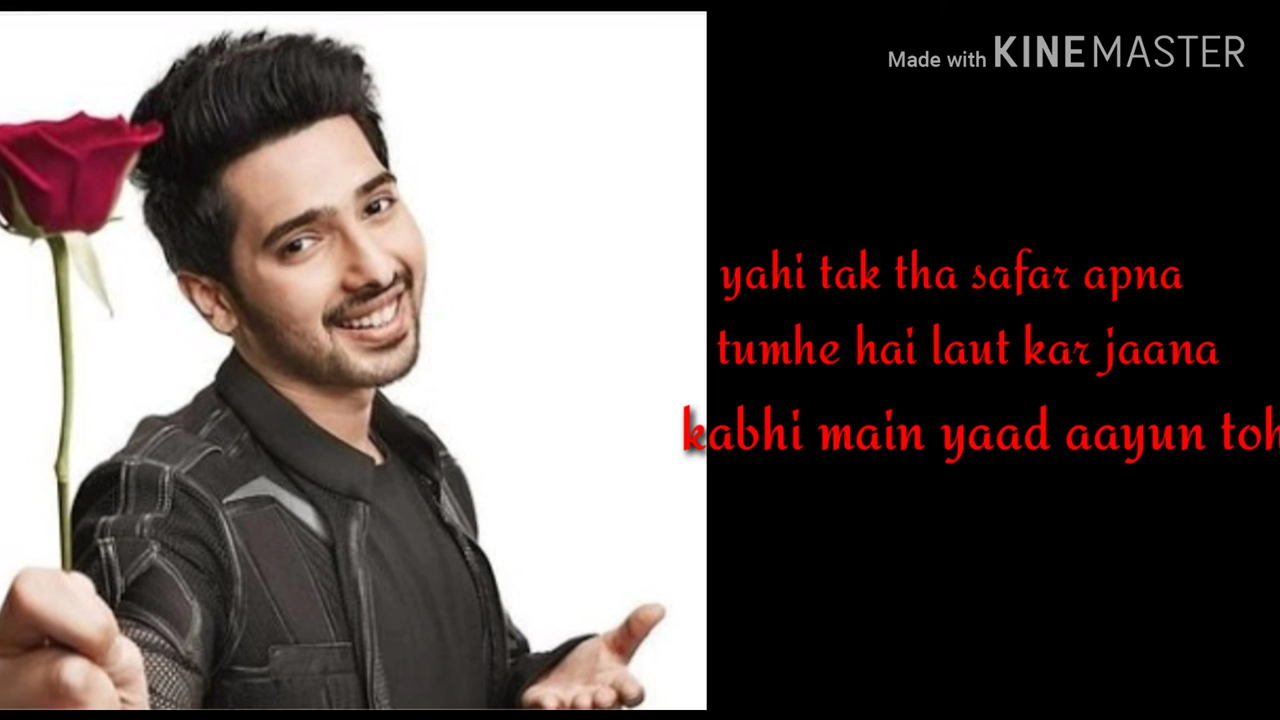 Made with KINEMASTER
yahi tak tha safar apna
tumhe hai laut kar jaana
kabhi main yaad aayun toh